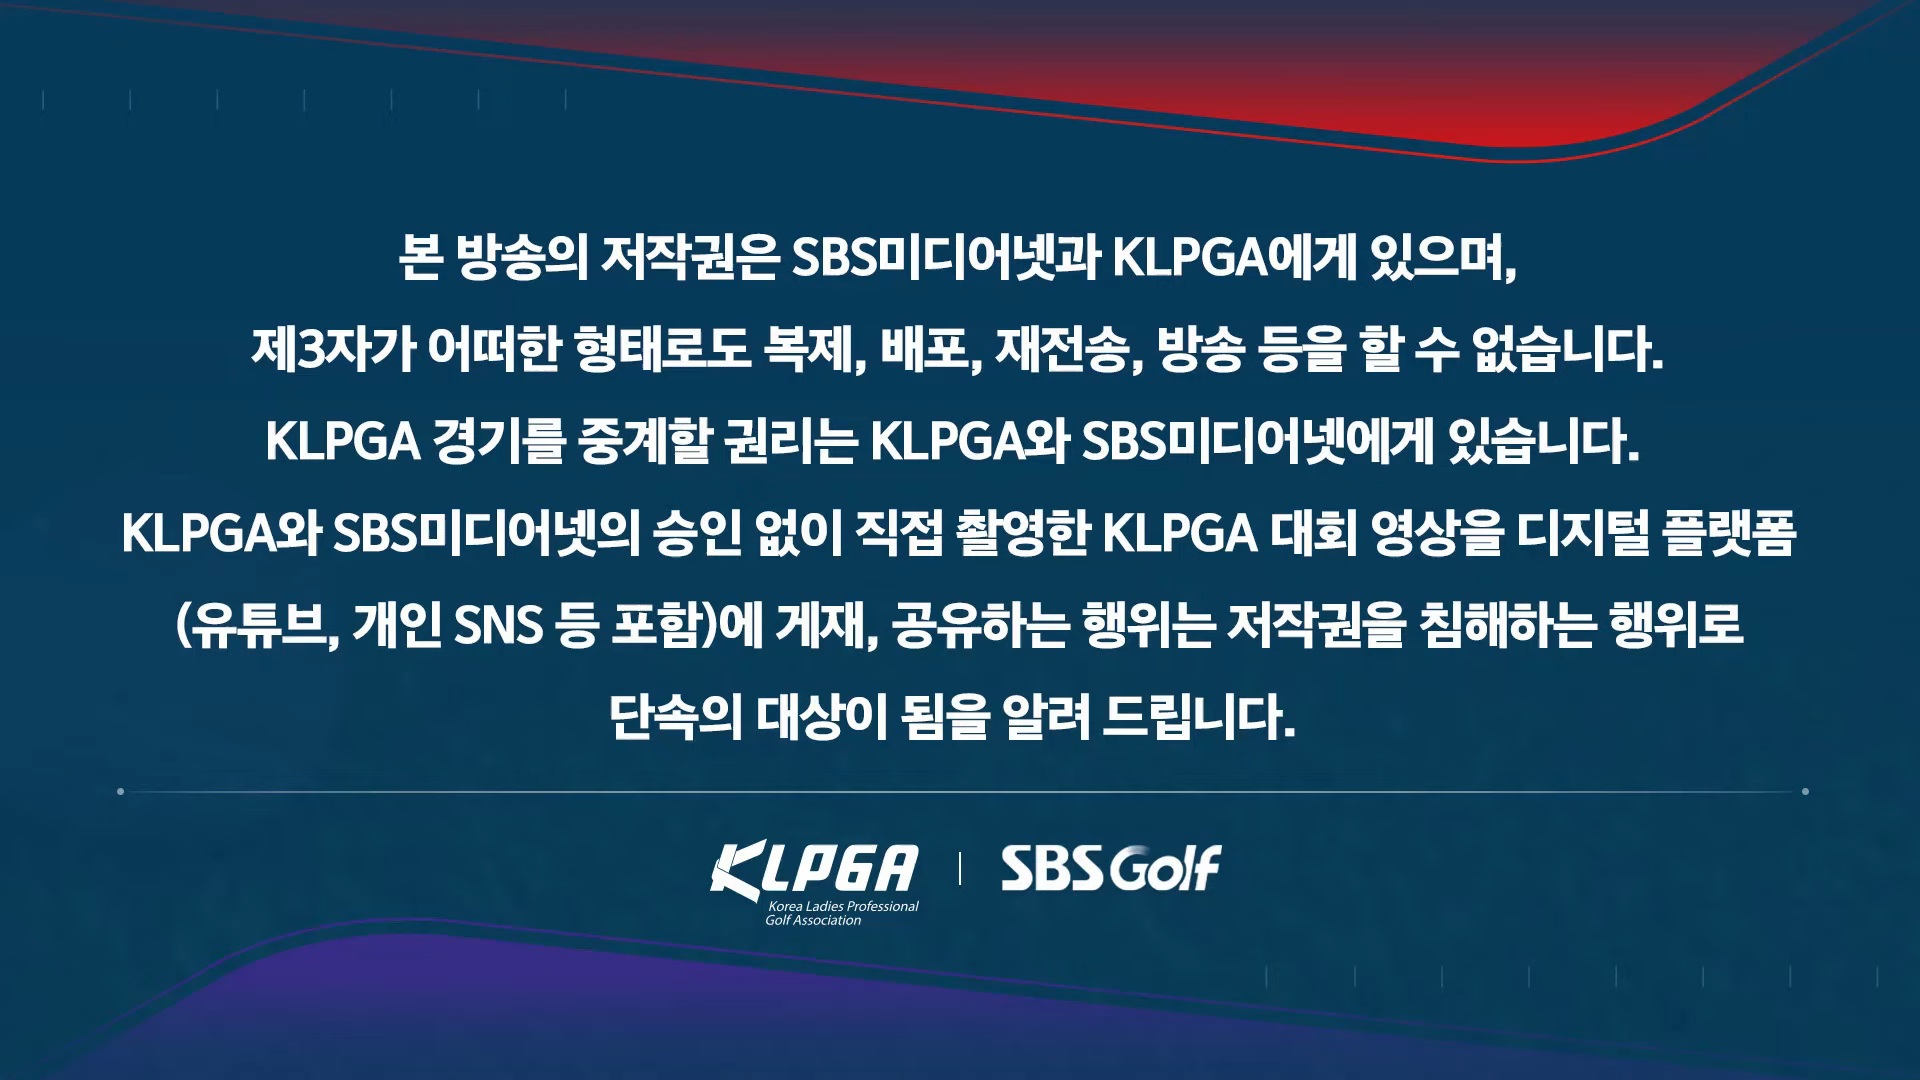 본 방송의 저작권은 SBS미디어넷과 KLPGA에게 있으며,
제3자가 어떠한 형태로도 복제, 배포, 재전송, 방송 등을 할 수 없습니다.
KLPGA 경기를 중계할 권리는 KLPGA와 SBS미디어넷에게 있습니다.
KLPGA와 SBS미디어넷의 승인 없이 직접 촬영한 KLPGA 대회 영상을 디지털 플랫폼
(유튜브, 개인 SNS 등 포함)에 게재, 공유하는 행위는 저작권을 침해하는 행위로
단속의 대상이 됨을 알려 드립니다.
KLPGA | SBS Golf
Korea Ladies Professional
Golf Association